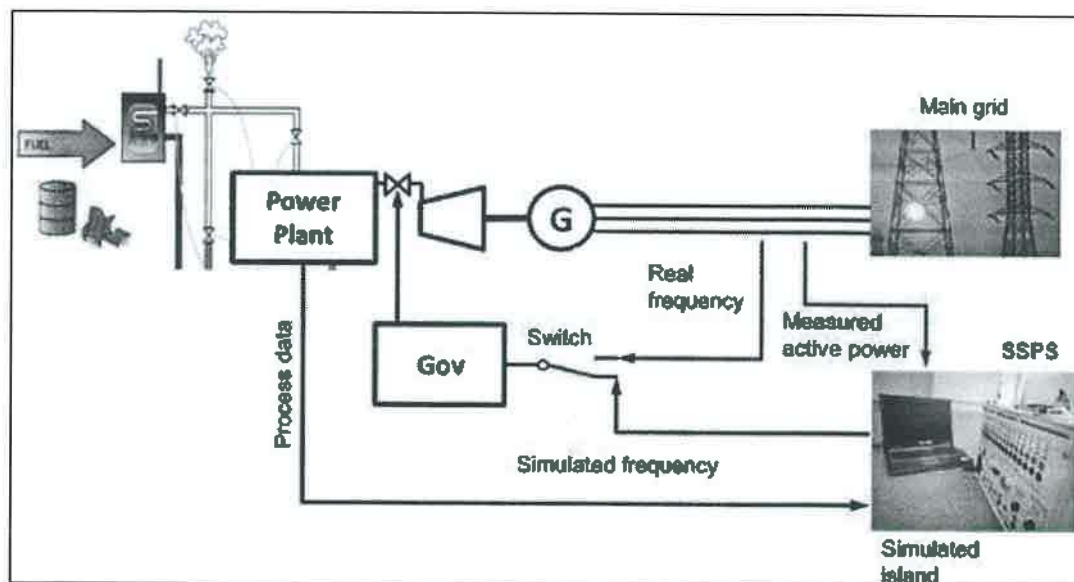 Main grid
FUEL
Power
Plant
G
Real
frequency
Measured
active power
SSPS
Switch
Gov
Process data
Simulated frequency
Simulated
island